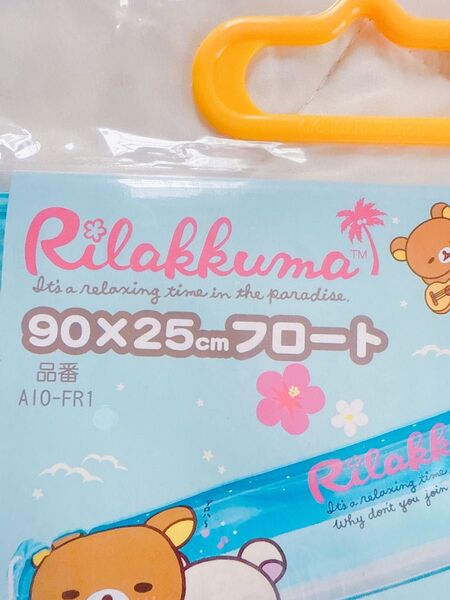 Rilakkuma™
It's a relaxing time in the paradise.
90×25cmフロート
品番
AIO-FR1
Rilakk
It's a relaxing time
Why don't you join